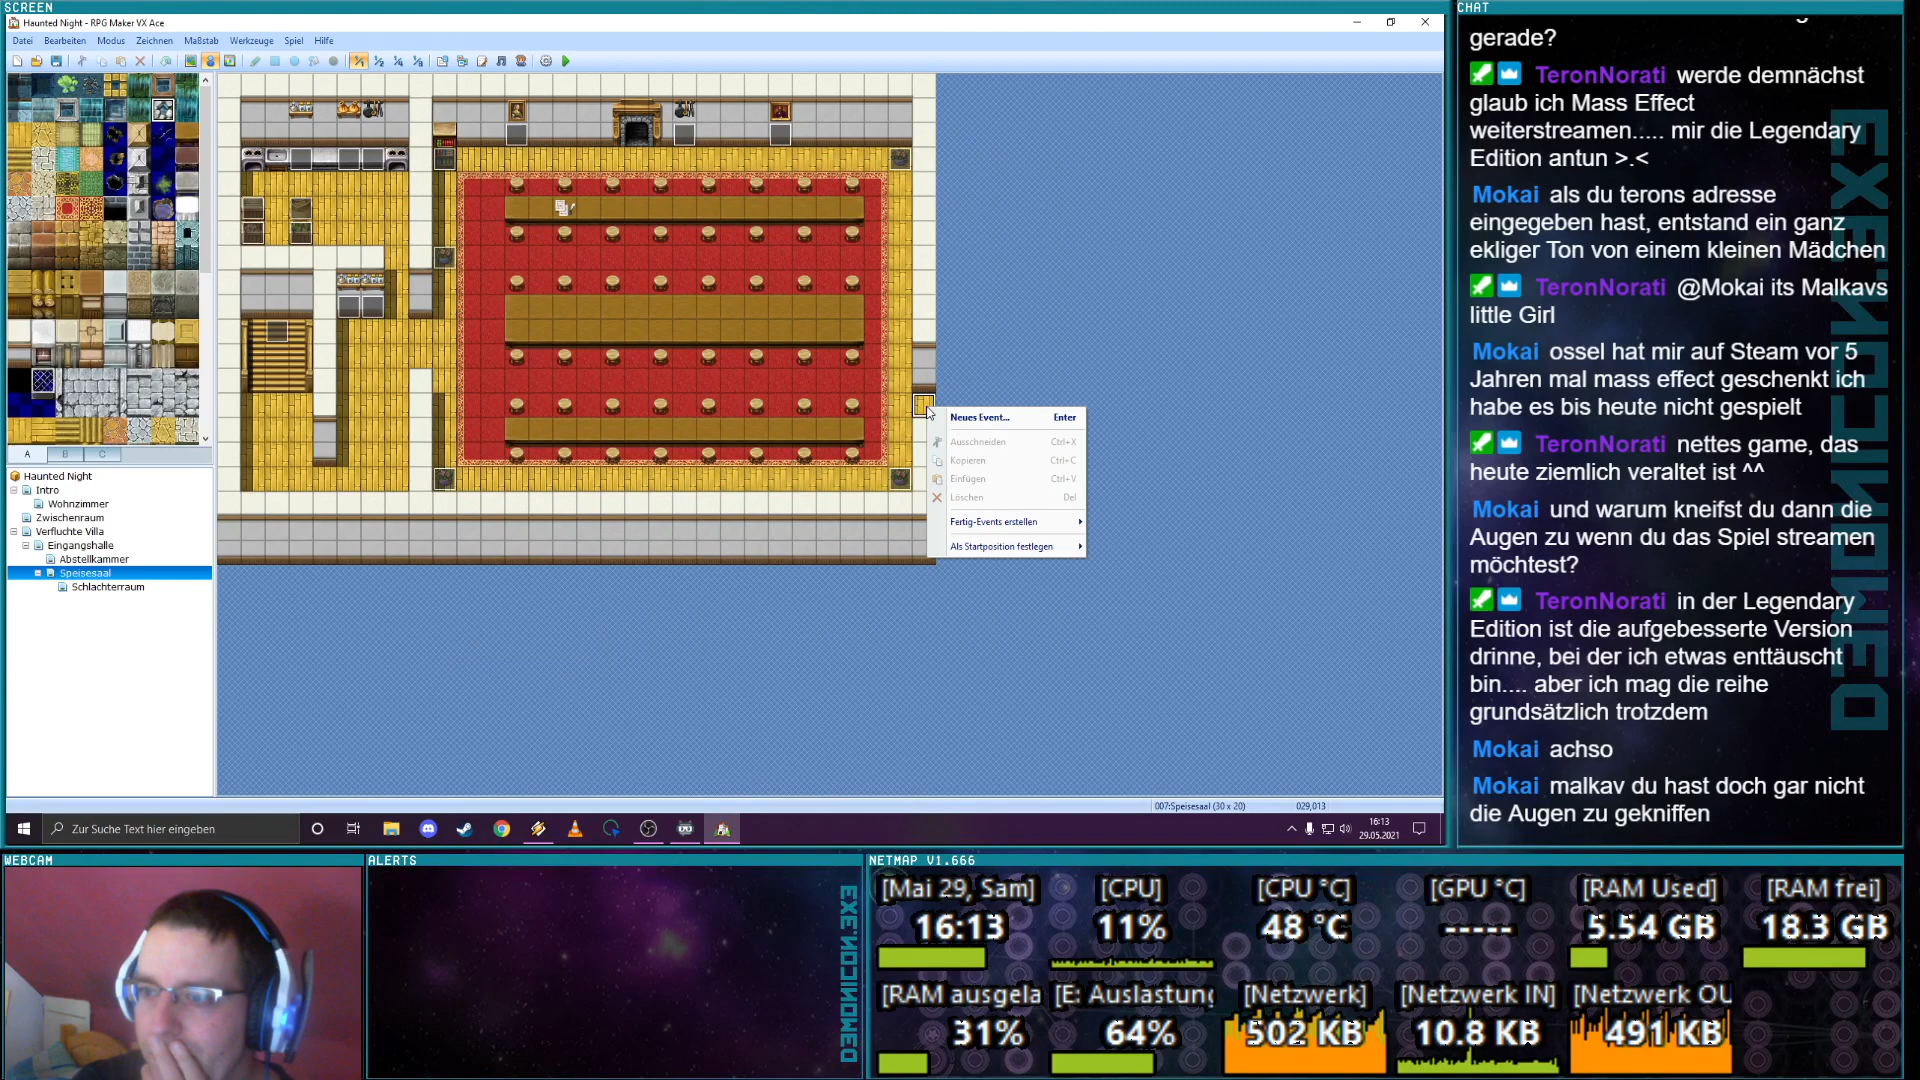 SCREEN
Haunted Night - RPG Maker VX Ace
Datei Bearbeiten Modus Zeichnen Maßstab Werkzeuge Spiel Hilfe
A B C
Haunted Night
Intro
Wohnzimmer
Zwischenraum
Verfluchte Villa
Eingangshalle
Abstellkammer
Speisesaal
Schlachterraum
Neues Event... Enter
Ausschneiden Ctrl+X
Kopieren Ctrl+C
Einfügen Ctrl+V
Löschen Del
Fertig-Events erstellen
Als Startposition festlegen
007:Speisesaal (30 x 20) 029,013
Zur Suche Text hier eingeben
16:13
29.05.2021
CHAT
gerade?
TeronNorati werde demnächst
glaub ich Mass Effect
weiterstreamen..... mir die Legendary
Edition antun >.<
Mokai als du terons adresse
eingegeben hast, entstand ein ganz
ekliger Ton von einem kleinen Mädchen
TeronNorati @Mokai its Malkavs
little Girl
Mokai ossel hat mir auf Steam vor 5
Jahren mal mass effect geschenkt ich
habe es bis heute nicht gespielt
TeronNorati nettes game, das
heute ziemlich veraltet ist ^^
Mokai und warum kneifst du dann die
Augen zu wenn du das Spiel streamen
möchtest?
TeronNorati in der Legendary
Edition ist die aufgebesserte Version
drinne, bei der ich etwas enttäuscht
bin.... aber ich mag die reihe
grundsätzlich trotzdem
Mokai achso
Mokai malkav du hast doch gar nicht
die Augen zu gekniffen
WEBCAM
ALERTS
NETMAP V1.666
[Mai 29, Sam] [CPU] [CPU °C] [GPU °C] [RAM Used] [RAM frei]
16:13 11% 48 °C ----- 5.54 GB 18.3 GB
[RAM ausgela [E: Auslastung [Netzwerk] [Netzwerk IN] [Netzwerk OU
31% 64% 502 KB 10.8 KB 491 KB